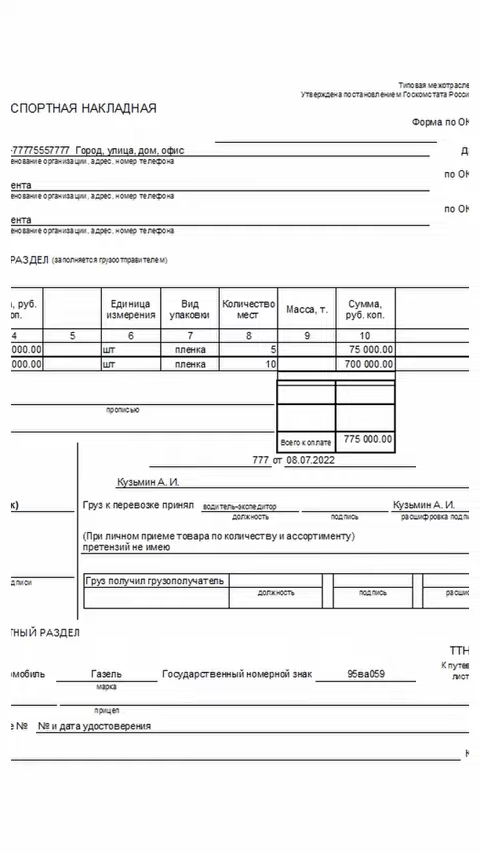 Типовая межотрасле
Утверждена постановлением Госкомстата Росси
СПОРТНАЯ НАКЛАДНАЯ
Форма по ОК
77775557777 Город, улица, дом, офис
Д
енование организации, адрес, номер телефона
по ОК
ента
енование организации, адрес, номер телефона
по ОК
ента
енование организации, адрес, номер телефона
РАЗДЕЛ (заполняется грузоотправителем)
, руб. коп. Единица измерения Вид упаковки Количество мест Масса, т. Сумма, руб. коп.
4 5 6 7 8 9 10
000.00 шт пленка 5 75 000.00
000.00 шт пленка 10 700 000.00
прописью
Всего к оплате 775 000.00
777 от 08.07.2022
Кузьмин А. И.
к) Груз к перевозке принял водитель-экспедитор Кузьмин А. И.
должность подпись расшифровка подпи
(При личном приеме товара по количеству и ассортименту)
претензий не имею
дписи
Груз получил грузополучатель
должность подпись расшиф
ТНЫЙ РАЗДЕЛ
ТТН
омобиль Газель Государственный номерной знак 95ва059
К путев
лист
марка
прицеп
е № № и дата удостоверения
К